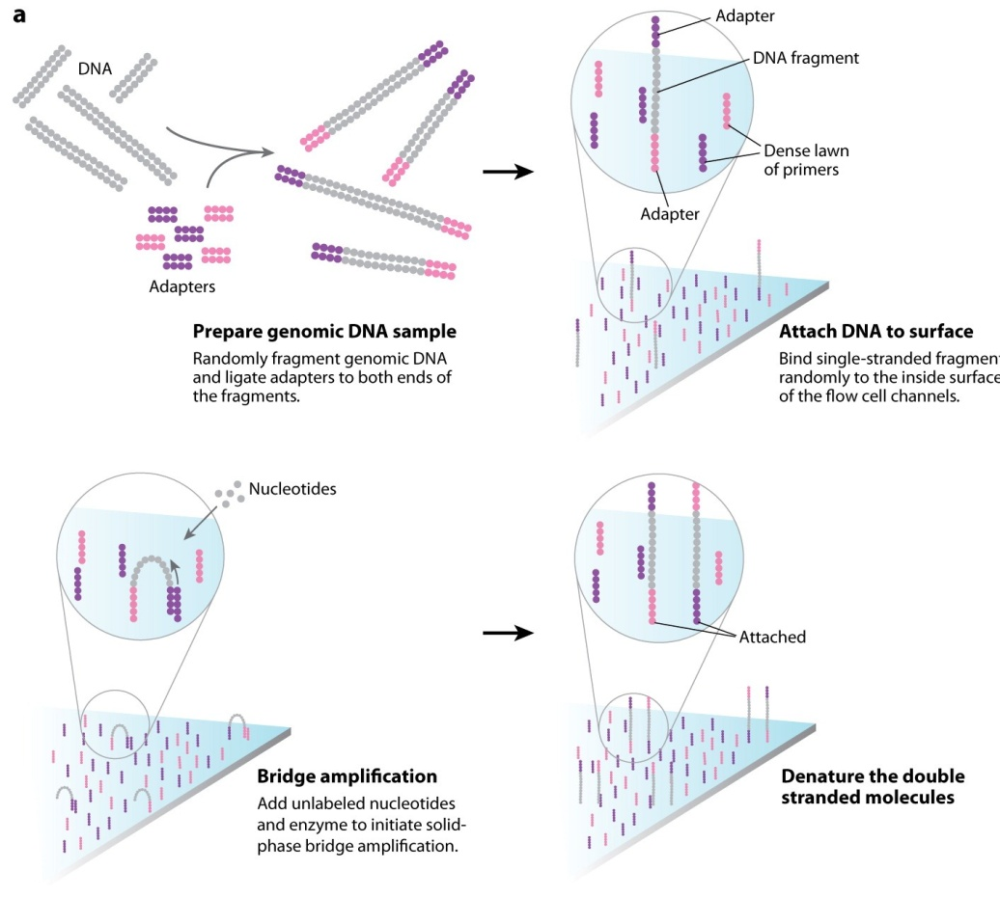 a
DNA
Adapters
Prepare genomic DNA sample
Randomly fragment genomic DNA
and ligate adapters to both ends of
the fragments.
Adapter
DNA fragment
Dense lawn
of primers
Adapter
Attach DNA to surface
Bind single-stranded fragment
randomly to the inside surface
of the flow cell channels.
Nucleotides
Bridge amplification
Add unlabeled nucleotides
and enzyme to initiate solid-
phase bridge amplification.
Attached
Denature the double
stranded molecules